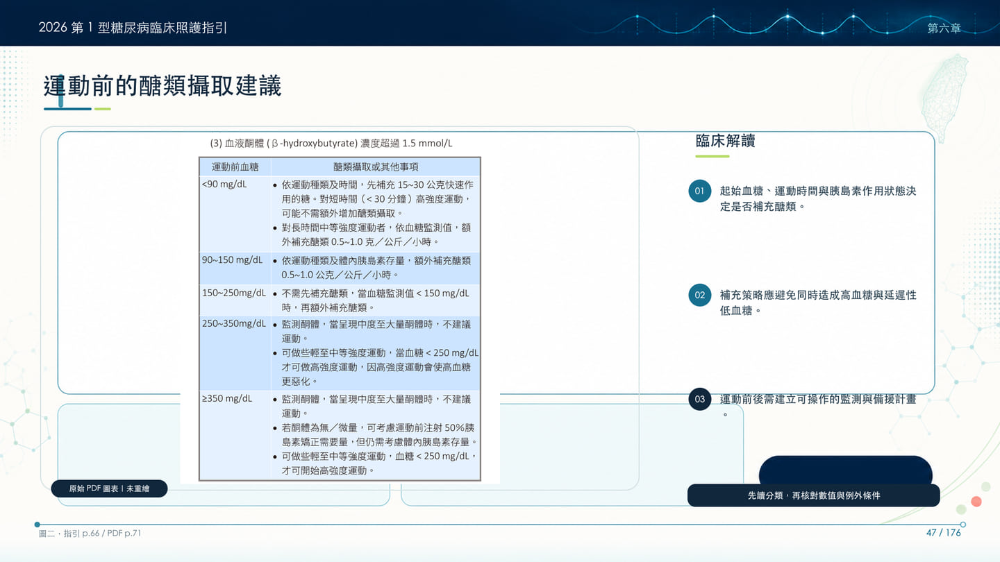 2026 第 1 型糖尿病臨床照護指引
第六章
運動前的醣類攝取建議
(3) 血液酮體 (β-hydroxybutyrate) 濃度超過 1.5 mmol/L
運動前血糖
醣類攝取或其他事項
<90 mg/dL
• 依運動種類及時間，先補充 15~30 公克快速作
用的糖。對短時間（< 30 分鐘）高強度運動，
可能不需額外增加醣類攝取。
• 對長時間中等強度運動者，依血糖監測值，額
外補充醣類 0.5~1.0 克／公斤／小時。
90~150 mg/dL
• 依運動種類及體內胰島素存量，額外補充醣類
0.5~1.0 公克／公斤／小時。
150~250mg/dL
• 不需先補充醣類，當血糖監測值 < 150 mg/dL
時，再額外補充醣類。
250~350mg/dL
• 監測酮體，當呈現中度至大量酮體時，不建議
運動。
• 可做些輕至中等強度運動，當血糖 < 250 mg/dL
才可做高強度運動，因高強度運動會使高血糖
更惡化。
≥350 mg/dL
• 監測酮體，當呈現中度至大量酮體時，不建議
運動。
• 若酮體為無／微量，可考慮運動前注射 50%胰
島素矯正需要量，但仍需考慮體內胰島素存量。
• 可做些輕至中等強度運動，血糖 < 250 mg/dL，
才可開始高強度運動。
臨床解讀
01
起始血糖、運動時間與胰島素作用狀態決
定是否補充醣類。
02
補充策略應避免同時造成高血糖與延遲性
低血糖。
03
運動前後需建立可操作的監測與備援計畫
。
原始 PDF 圖表｜未重繪
先讀分類，再核對數值與例外條件
圖二，指引 p.66 / PDF p.71
47 / 176